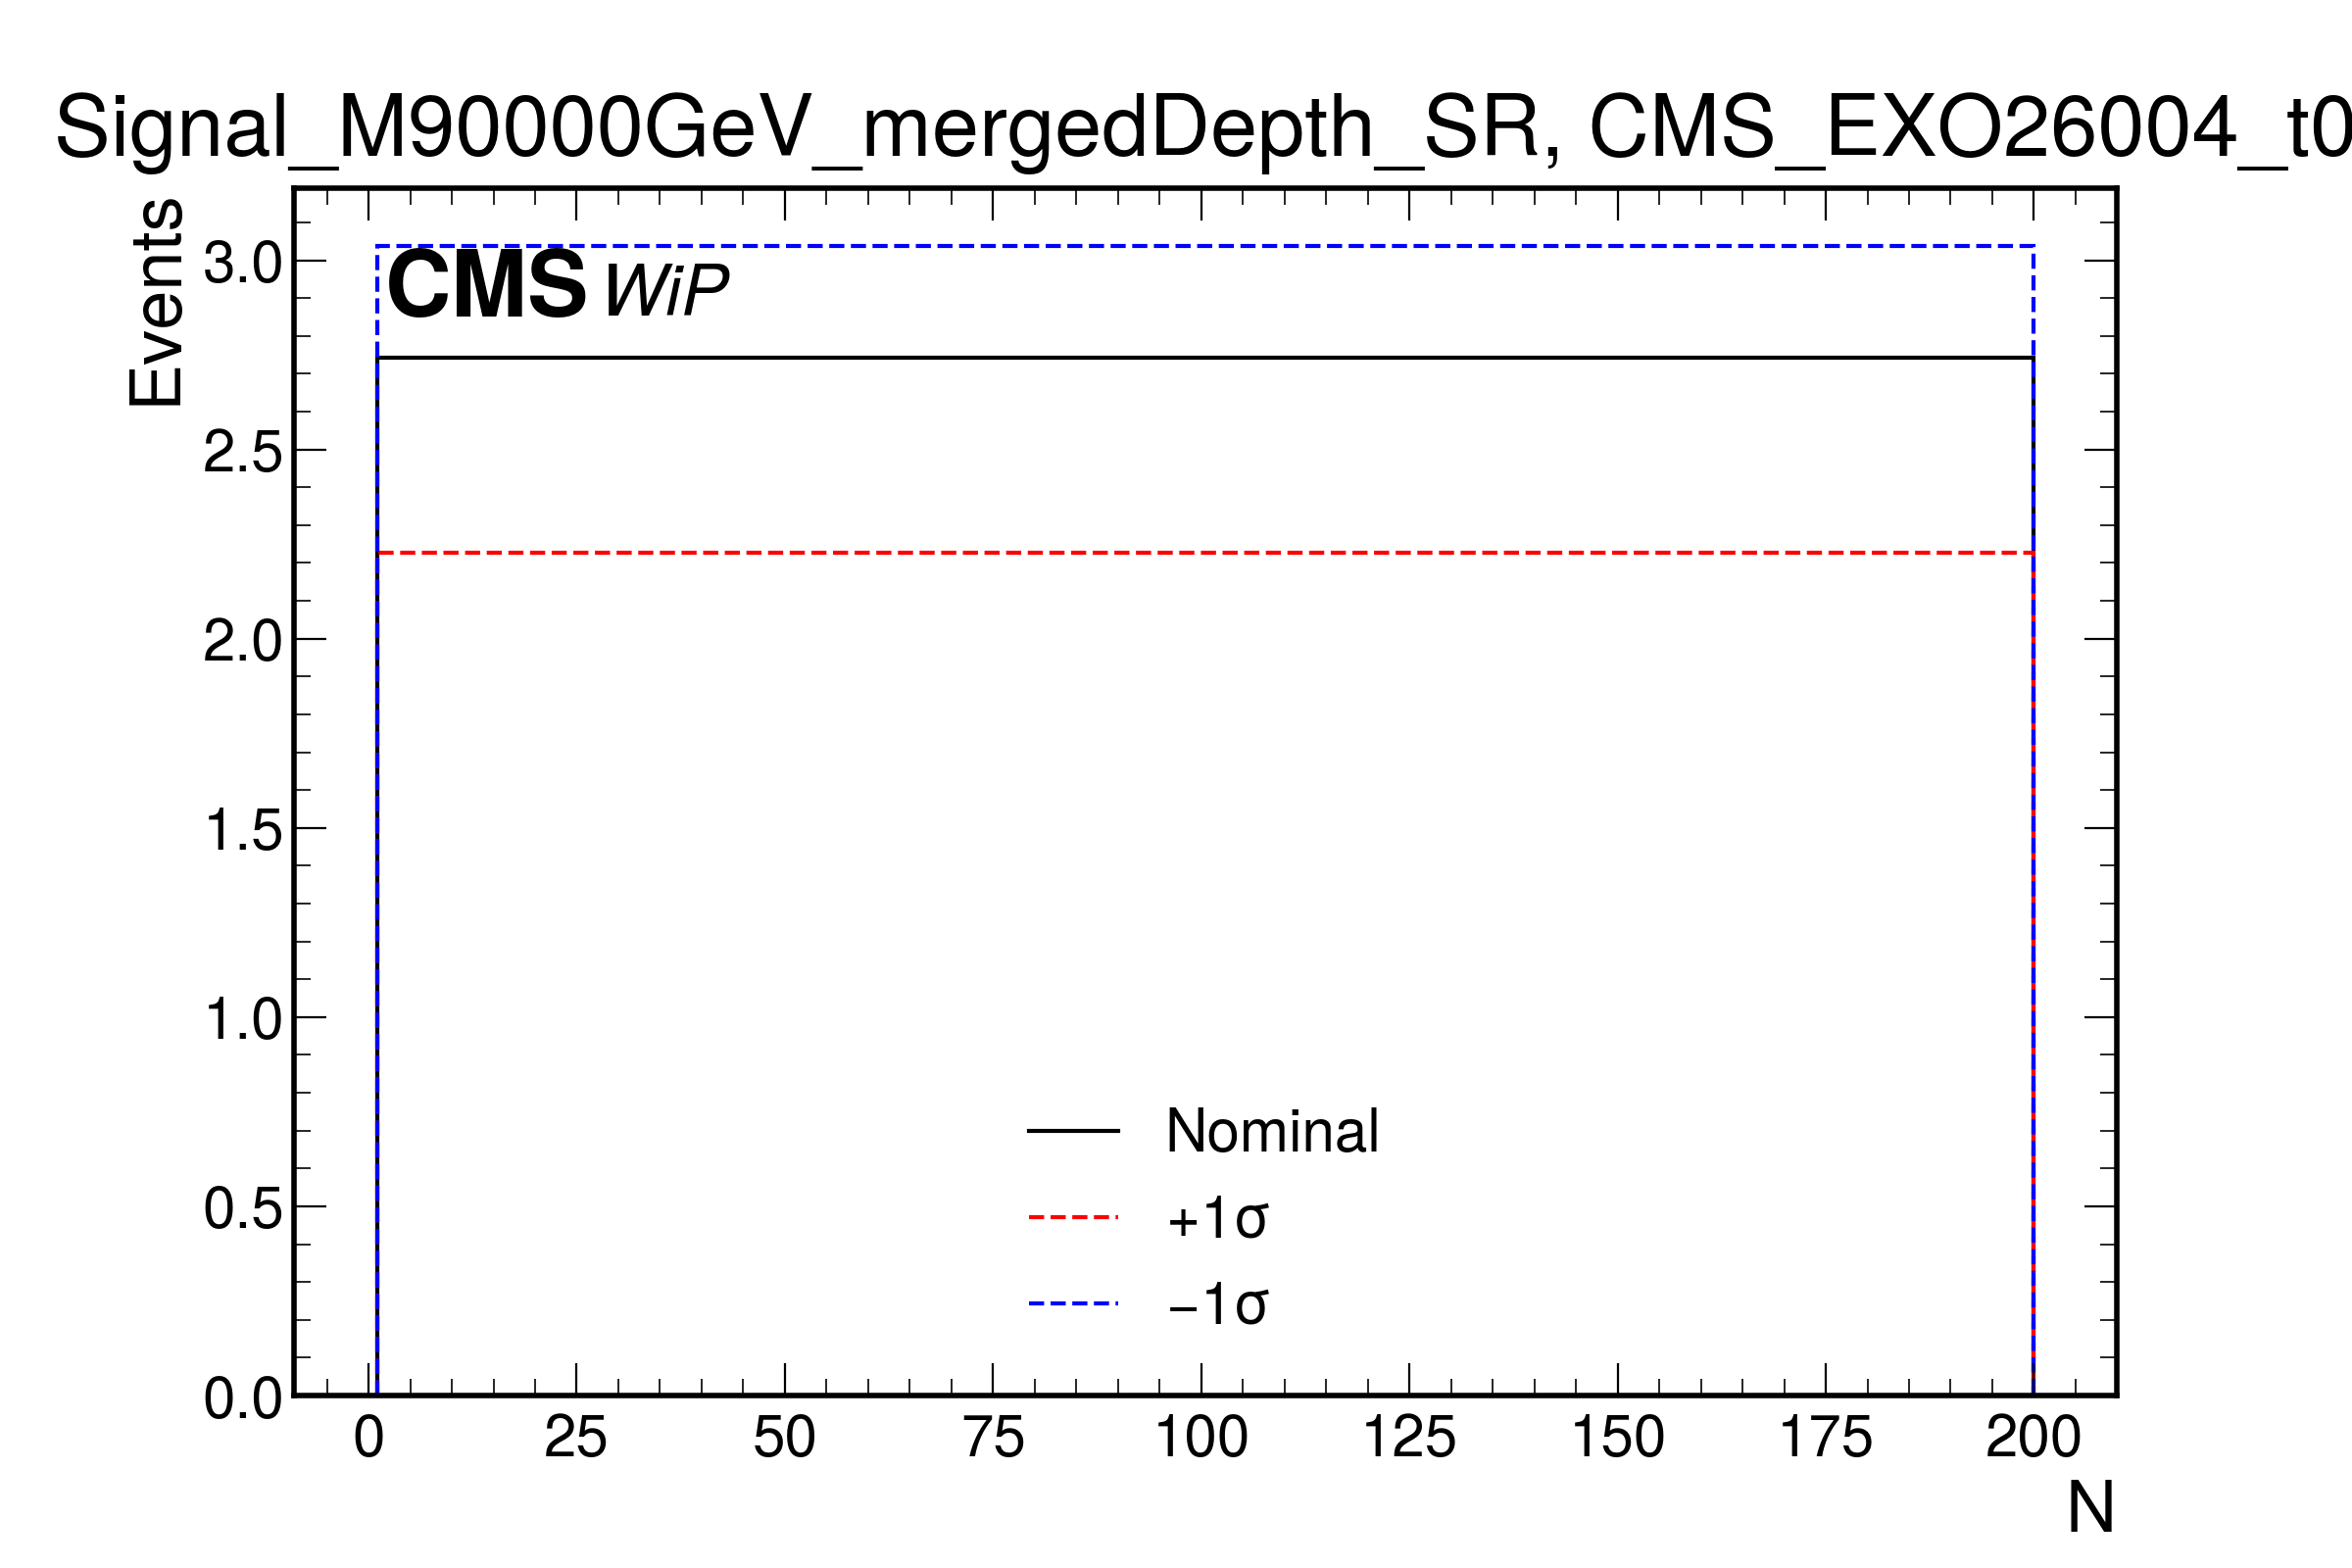 Signal_M90000GeV_mergedDepth_SR, CMS_EXO26004_t0
Events
CMS WiP
3.0
2.5
2.0
1.5
1.0
0.5
0.0
Nominal
+1σ
−1σ
0 25 50 75 100 125 150 175 200
N